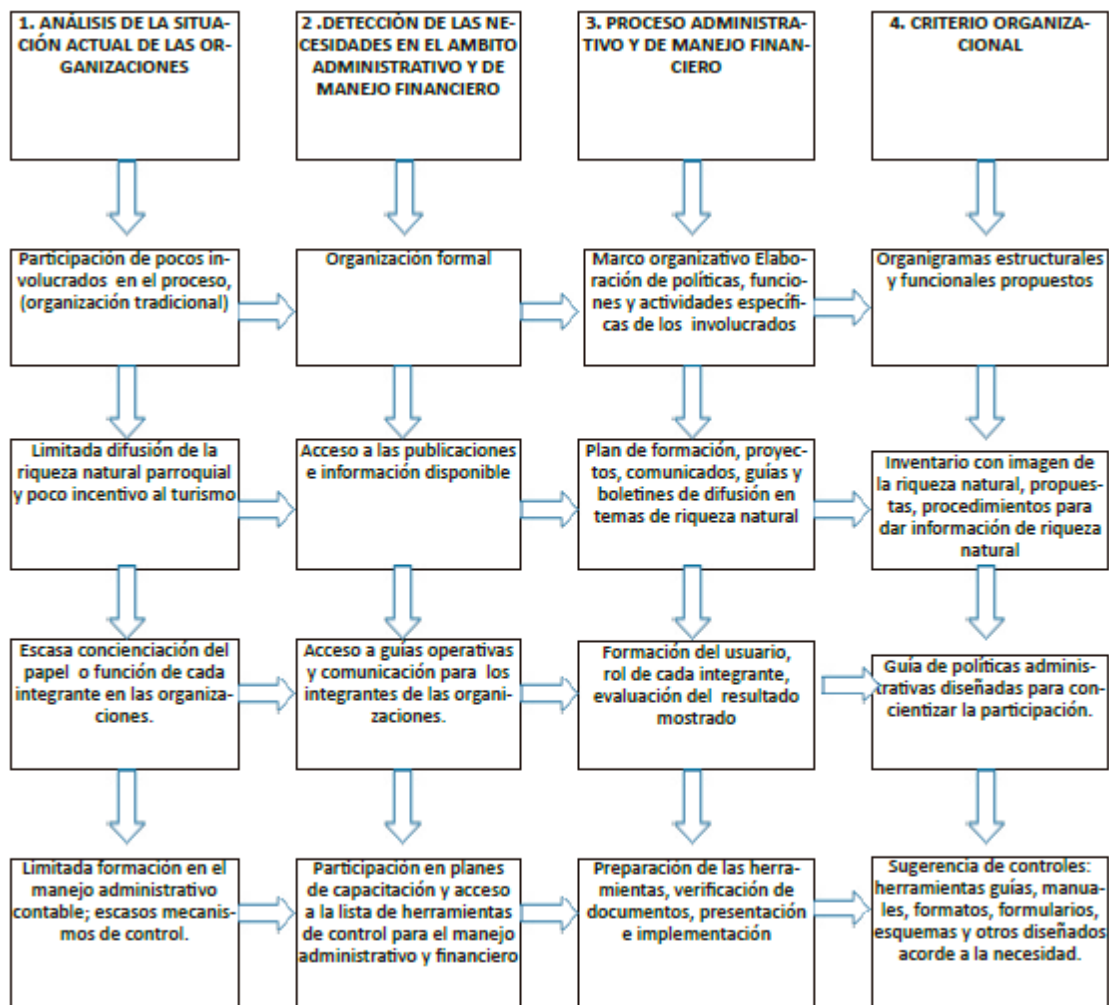 1. ANÁLISIS DE LA SITUA-
CIÓN ACTUAL DE LAS OR-
GANIZACIONES
2 .DETECCIÓN DE LAS NE-
CESIDADES EN EL AMBITO
ADMINISTRATIVO Y DE
MANEJO FINANCIERO
3. PROCESO ADMINISTRA-
TIVO Y DE MANEJO FINAN-
CIERO
4. CRITERIO ORGANIZA-
CIONAL
Participación de pocos in-
volucrados en el proceso,
(organización tradicional)
Organización formal
Marco organizativo Elabo-
ración de políticas, funcio-
nes y actividades específi-
cas de los involucrados
Organigramas estructurales
y funcionales propuestos
Limitada difusión de la
riqueza natural parroquial
y poco incentivo al turismo
Acceso a las publicaciones
e información disponible
Plan de formación, proyec-
tos, comunicados, guías y
boletines de difusión en
temas de riqueza natural
Inventario con imagen de
la riqueza natural, propues-
tas, procedimientos para
dar información de riqueza
natural
Escasa concienciación del
papel o función de cada
integrante en las organiza-
ciones.
Acceso a guías operativas
y comunicación para los
integrantes de las organi-
zaciones.
Formación del usuario,
rol de cada integrante,
evaluación del resultado
mostrado
Guía de políticas adminis-
trativas diseñadas para con-
cientizar la participación.
Limitada formación en el
manejo administrativo
contable; escasos mecanis-
mos de control.
Participación en planes
de capacitación y acceso
a la lista de herramientas
de control para el manejo
administrativo y financiero
Preparación de las herra-
mientas, verificación de
documentos, presentación
e implementación
Sugerencia de controles:
herramientas guías, manua-
les, formatos, formularios,
esquemas y otros diseñados
acorde a la necesidad.